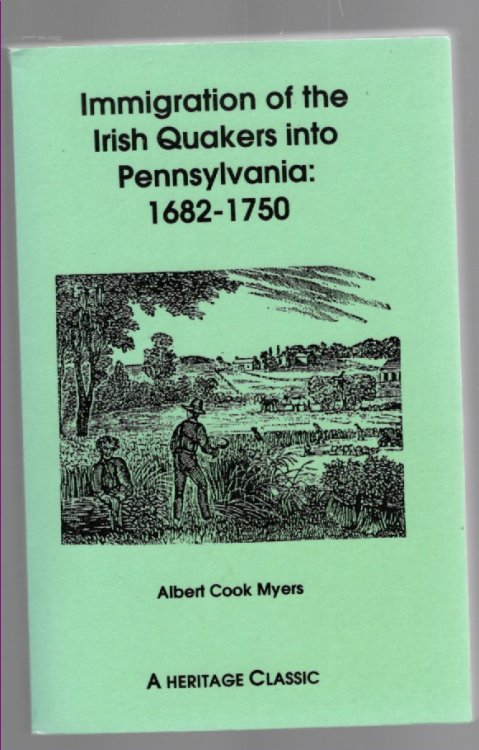 Immigration of the
Irish Quakers into
Pennsylvania:
1682-1750
Albert Cook Myers
A HERITAGE CLASSIC